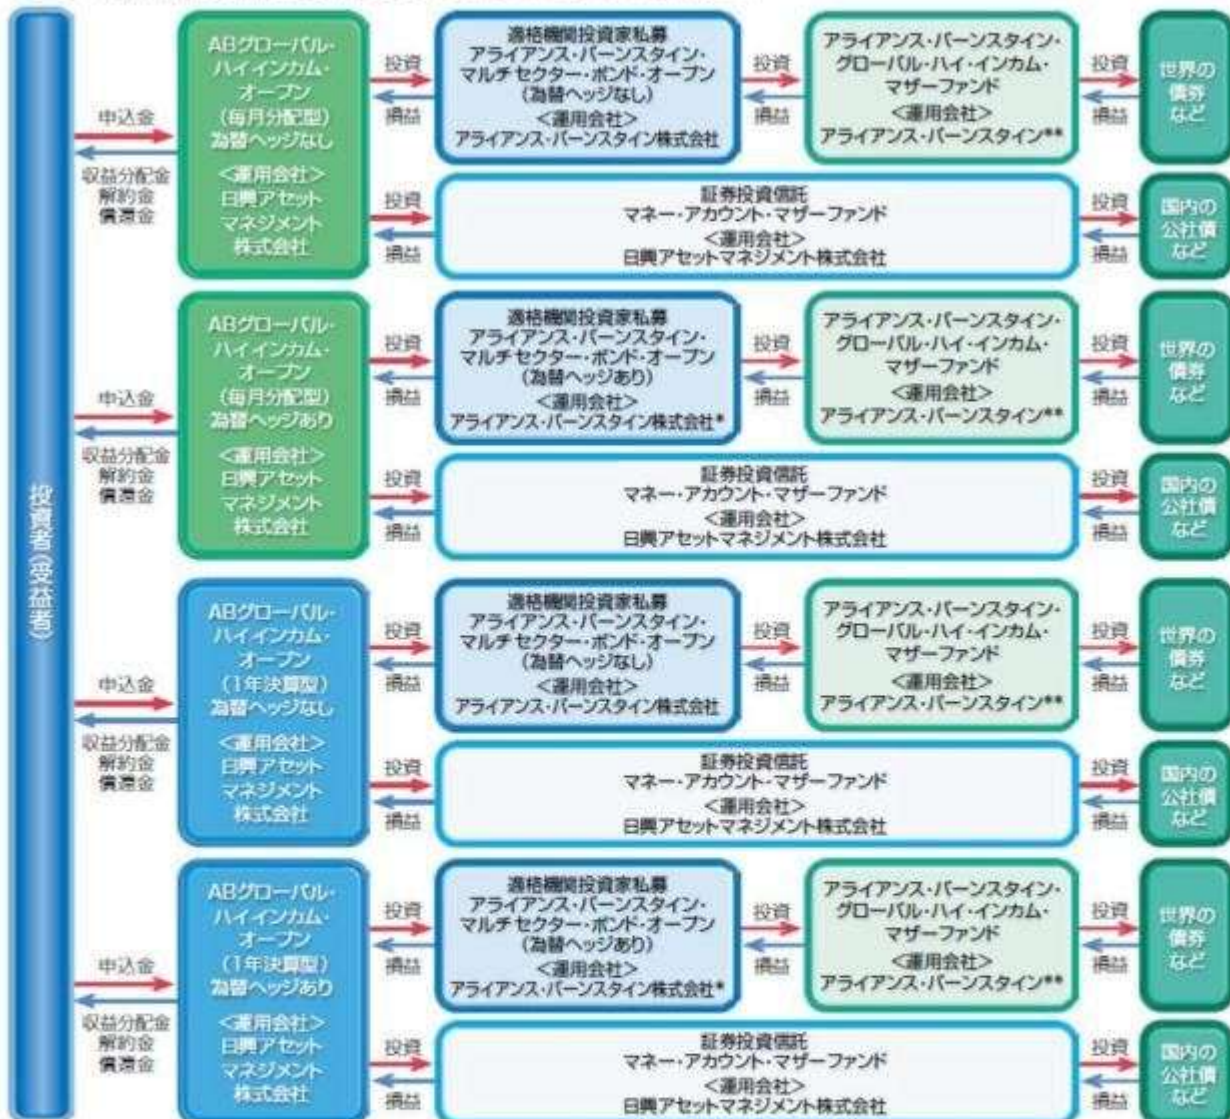 投資者(受益者)
申込金
収益分配金
解約金
償還金
ABグローバル・
ハイインカム・
オープン
(毎月分配型)
為替ヘッジなし
<運用会社>
日興アセット
マネジメント
株式会社
投資
損益
適格機関投資家私募
アライアンス・バーンスタイン・
マルチセクター・ボンド・オープン
(為替ヘッジなし)
<運用会社>
アライアンス・バーンスタイン株式会社
投資
損益
アライアンス・バーンスタイン・
グローバル・ハイ・インカム・
マザーファンド
<運用会社>
アライアンス・バーンスタイン**
投資
損益
世界の
債券
など
投資
損益
証券投資信託
マネー・アカウント・マザーファンド
<運用会社>
日興アセットマネジメント株式会社
投資
損益
国内の
公社債
など
申込金
収益分配金
解約金
償還金
ABグローバル・
ハイインカム・
オープン
(毎月分配型)
為替ヘッジあり
<運用会社>
日興アセット
マネジメント
株式会社
投資
損益
適格機関投資家私募
アライアンス・バーンスタイン・
マルチセクター・ボンド・オープン
(為替ヘッジあり)
<運用会社>
アライアンス・バーンスタイン株式会社*
投資
損益
アライアンス・バーンスタイン・
グローバル・ハイ・インカム・
マザーファンド
<運用会社>
アライアンス・バーンスタイン**
投資
損益
世界の
債券
など
投資
損益
証券投資信託
マネー・アカウント・マザーファンド
<運用会社>
日興アセットマネジメント株式会社
投資
損益
国内の
公社債
など
申込金
収益分配金
解約金
償還金
ABグローバル・
ハイインカム・
オープン
(1年決算型)
為替ヘッジなし
<運用会社>
日興アセット
マネジメント
株式会社
投資
損益
適格機関投資家私募
アライアンス・バーンスタイン・
マルチセクター・ボンド・オープン
(為替ヘッジなし)
<運用会社>
アライアンス・バーンスタイン株式会社
投資
損益
アライアンス・バーンスタイン・
グローバル・ハイ・インカム・
マザーファンド
<運用会社>
アライアンス・バーンスタイン**
投資
損益
世界の
債券
など
投資
損益
証券投資信託
マネー・アカウント・マザーファンド
<運用会社>
日興アセットマネジメント株式会社
投資
損益
国内の
公社債
など
申込金
収益分配金
解約金
償還金
ABグローバル・
ハイインカム・
オープン
(1年決算型)
為替ヘッジあり
<運用会社>
日興アセット
マネジメント
株式会社
投資
損益
適格機関投資家私募
アライアンス・バーンスタイン・
マルチセクター・ボンド・オープン
(為替ヘッジあり)
<運用会社>
アライアンス・バーンスタイン株式会社*
投資
損益
アライアンス・バーンスタイン・
グローバル・ハイ・インカム・
マザーファンド
<運用会社>
アライアンス・バーンスタイン**
投資
損益
世界の
債券
など
投資
損益
証券投資信託
マネー・アカウント・マザーファンド
<運用会社>
日興アセットマネジメント株式会社
投資
損益
国内の
公社債
など